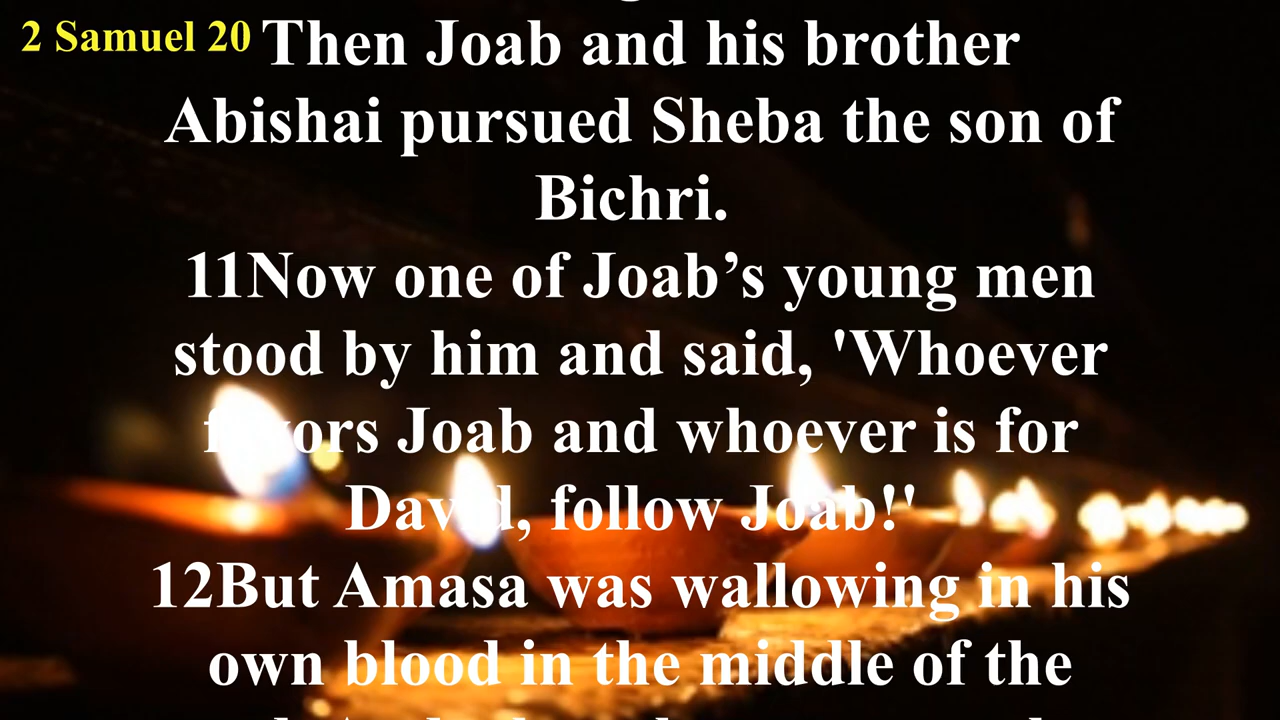 2 Samuel 20
Then Joab and his brother
Abishai pursued Sheba the son of
Bichri.
11Now one of Joab’s young men
stood by him and said, 'Whoever
favors Joab and whoever is for
David, follow Joab!'
12But Amasa was wallowing in his
own blood in the middle of the